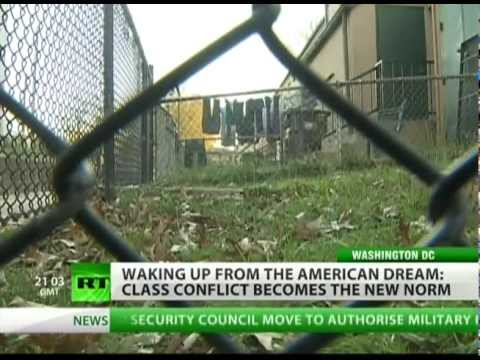 WASHINGTON DC
21:03
GMT
RT
WAKING UP FROM THE AMERICAN DREAM:
CLASS CONFLICT BECOMES THE NEW NORM
NEWS
SECURITY COUNCIL MOVE TO AUTHORISE MILITARY